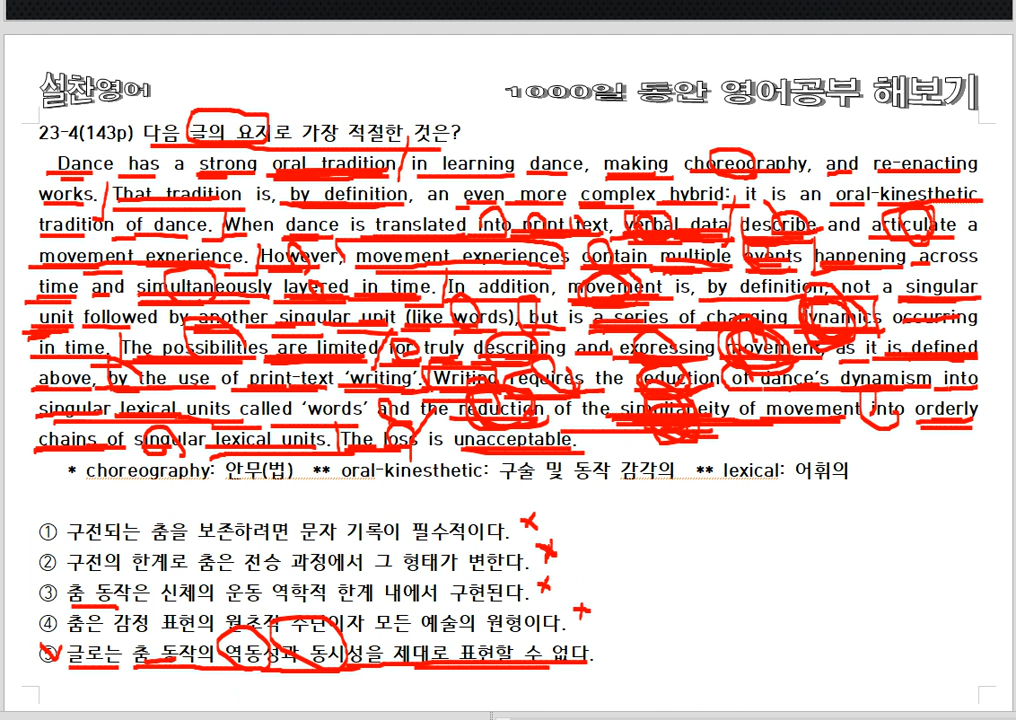 설찬영어 1000일 동안 영어공부 해보기
23-4(143p) 다음 글의 요지로 가장 적절한 것은?
Dance has a strong oral tradition in learning dance, making choreography, and re-enacting
works. That tradition is, by definition, an even more complex hybrid: it is an oral-kinesthetic
tradition of dance. When dance is translated into print text, verbal data describe and articulate a
movement experience. However, movement experiences contain multiple events happening across
time and simultaneously layered in time. In addition, movement is, by definition, not a singular
unit followed by another singular unit (like words), but is a series of changing dynamics occurring
in time. The possibilities are limited for truly describing and expressing movement, as it is defined
above, by the use of print-text ‘writing’. Writing requires the reduction of dance’s dynamism into
singular lexical units called ‘words’ and the reduction of the simultaneity of movement into orderly
chains of singular lexical units. The loss is unacceptable.
* choreography: 안무(법) ** oral-kinesthetic: 구술 및 동작 감각의 ** lexical: 어휘의
① 구전되는 춤을 보존하려면 문자 기록이 필수적이다.
② 구전의 한계로 춤은 전승 과정에서 그 형태가 변한다.
③ 춤 동작은 신체의 운동 역학적 한계 내에서 구현된다.
④ 춤은 감정 표현의 원초적 수단이자 모든 예술의 원형이다.
⑤ 글로는 춤 동작의 역동성과 동시성을 제대로 표현할 수 없다.